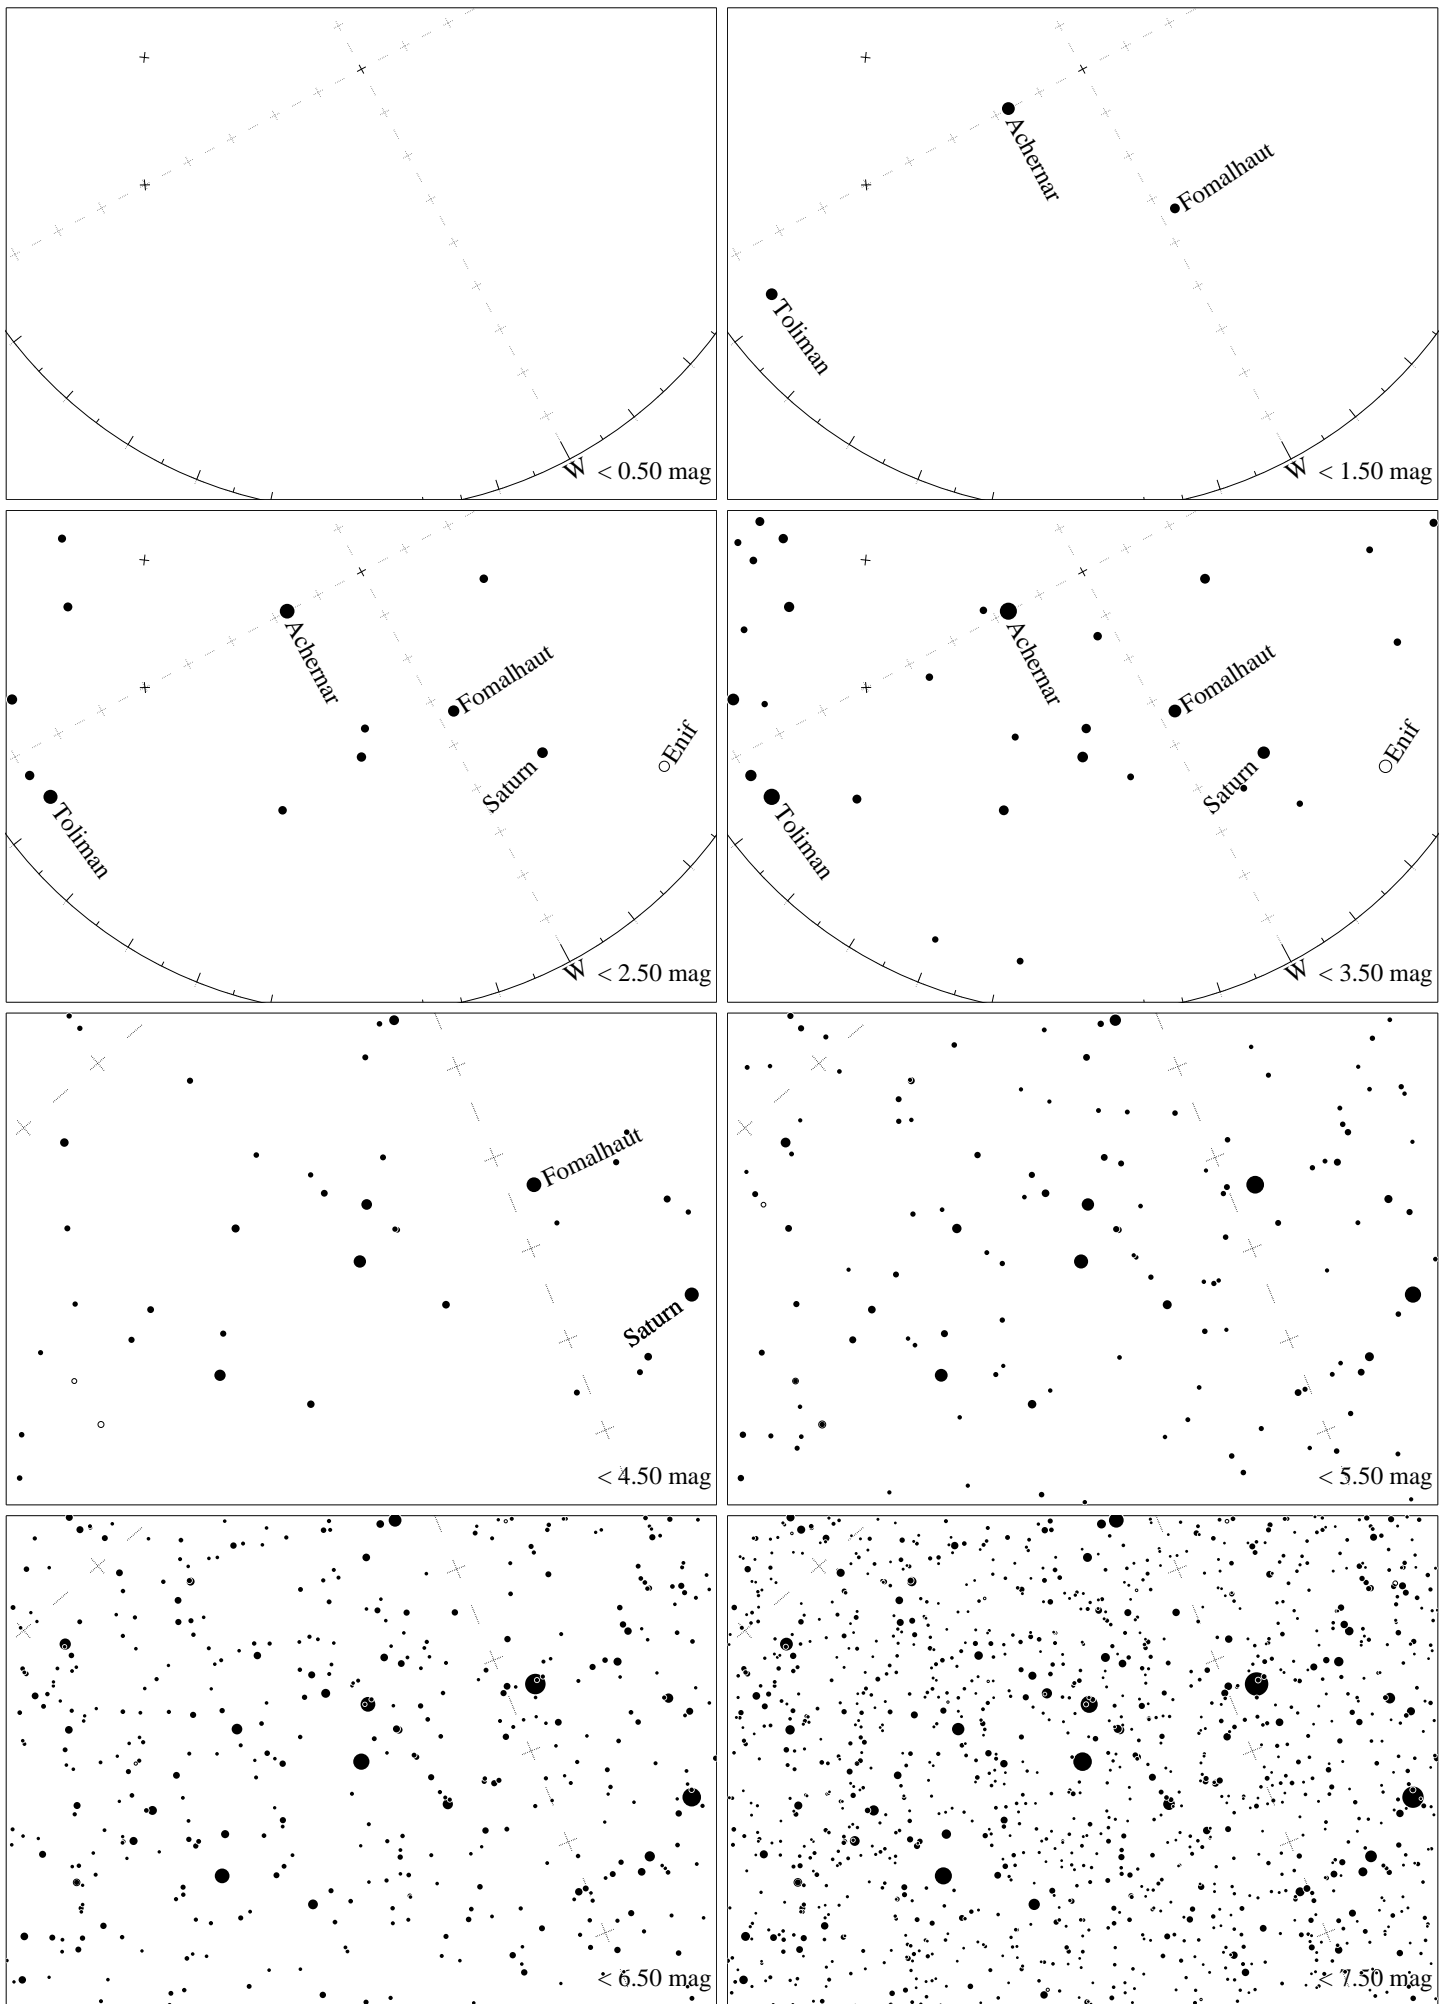 W
< 0.50 mag
Achernar
Fomalhaut
Toliman
W
< 1.50 mag
Achernar
Fomalhaut
Enif
Saturn
Toliman
W
< 2.50 mag
Achernar
Fomalhaut
Enif
Saturn
Toliman
W
< 3.50 mag
Fomalhaut
Saturn
< 4.50 mag
< 5.50 mag
< 6.50 mag
< 7.50 mag